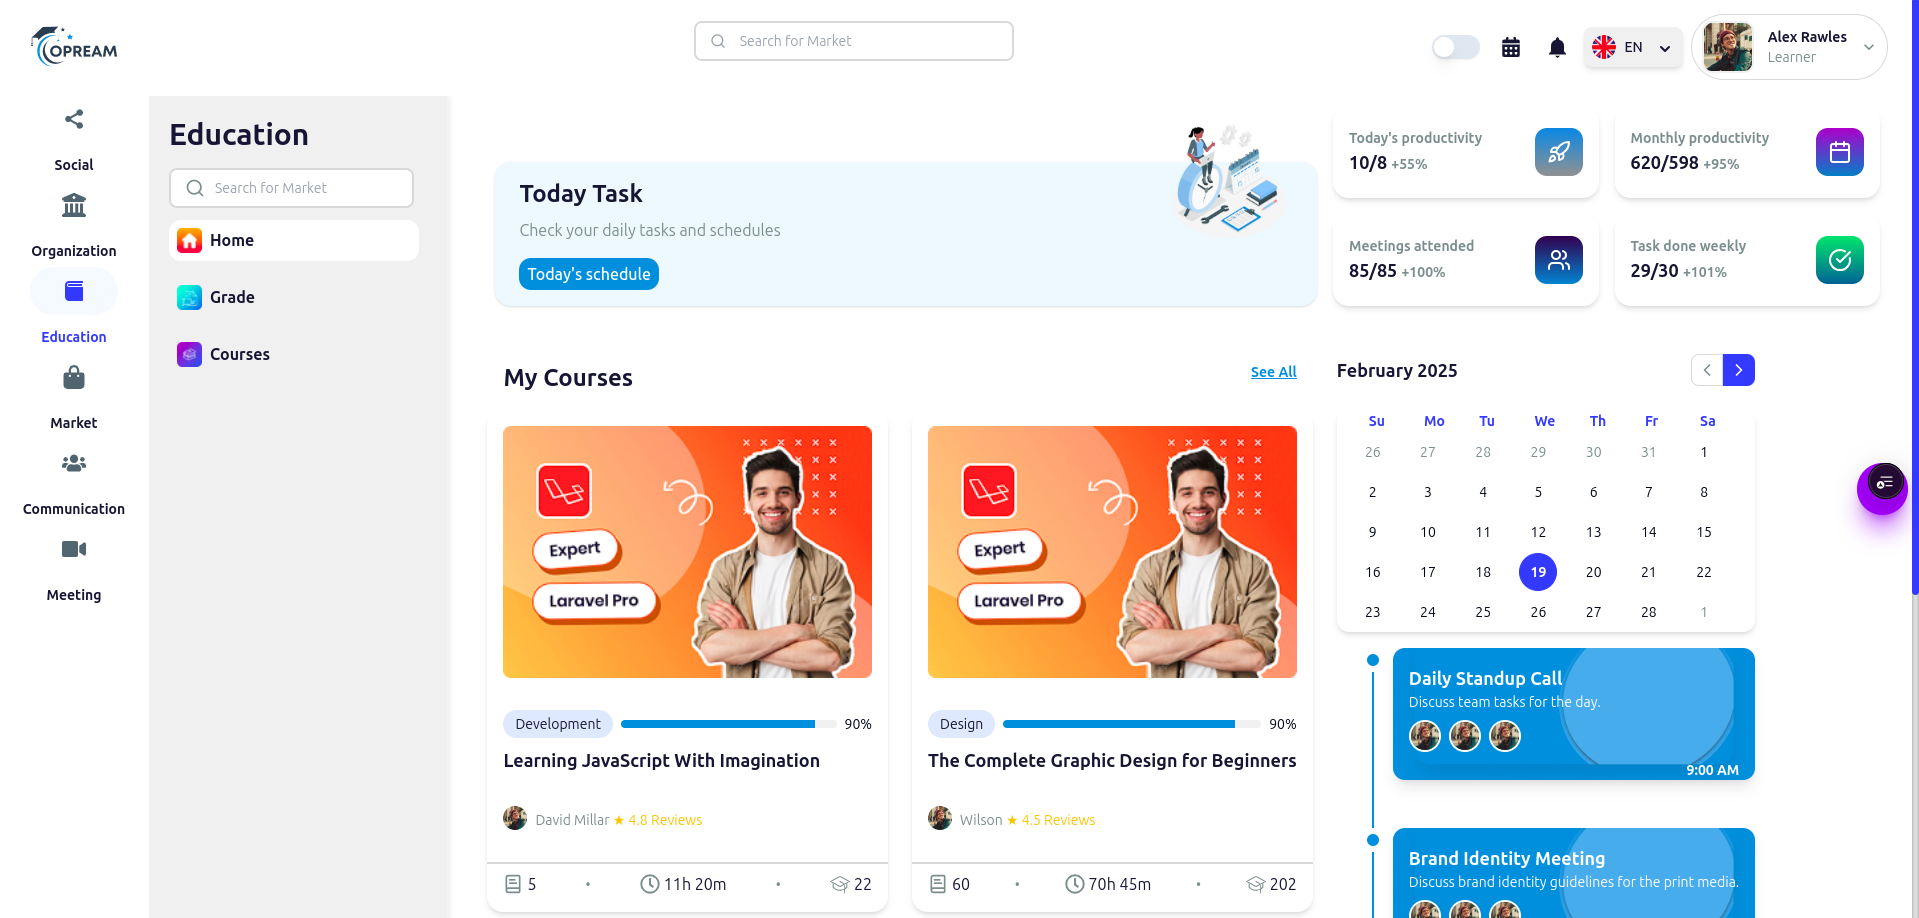 OPREAM
Search for Market
EN
Alex Rawles
Learner
Social
Organization
Education
Market
Communication
Meeting
Education
Search for Market
Home
Grade
Courses
Today Task
Check your daily tasks and schedules
Today's schedule
Today's productivity
10/8 +55%
Monthly productivity
620/598 +95%
Meetings attended
85/85 +100%
Task done weekly
29/30 +101%
My Courses
See All
Expert
Laravel Pro
Development
90%
Learning JavaScript With Imagination
David Millar ★ 4.8 Reviews
5 • 11h 20m • 22
Expert
Laravel Pro
Design
90%
The Complete Graphic Design for Beginners
Wilson ★ 4.5 Reviews
60 • 70h 45m • 202
February 2025
Su Mo Tu We Th Fr Sa
26 27 28 29 30 31 1
2 3 4 5 6 7 8
9 10 11 12 13 14 15
16 17 18 19 20 21 22
23 24 25 26 27 28 1
Daily Standup Call
Discuss team tasks for the day.
9:00 AM
Brand Identity Meeting
Discuss brand identity guidelines for the print media.